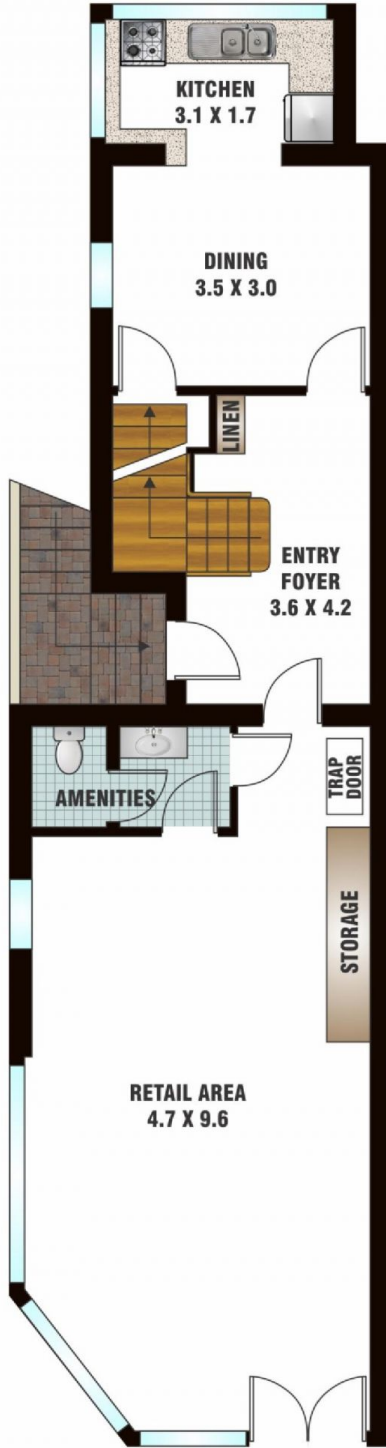 KITCHEN
3.1 X 1.7
DINING
3.5 X 3.0
LINEN
ENTRY
FOYER
3.6 X 4.2
AMENITIES
TRAP
DOOR
STORAGE
RETAIL AREA
4.7 X 9.6